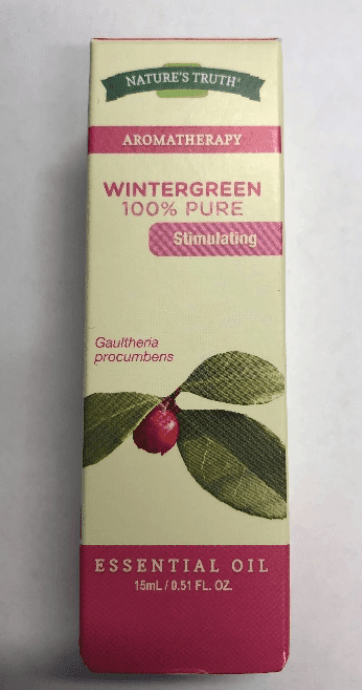 NATURE'S TRUTH®
AROMATHERAPY
WINTERGREEN
100% PURE
Stimulating
Gaultheria
procumbens
ESSENTIAL OIL
15mL / 0.51 FL. OZ.